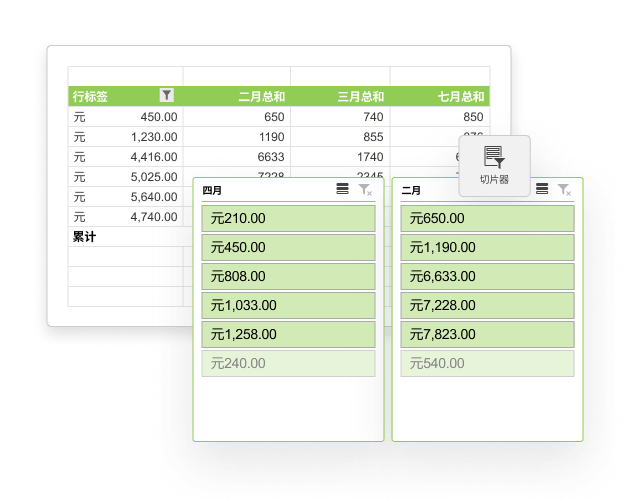 行标签 二月总和 三月总和 七月总和
元 450.00 650 740 850
元 1,230.00 1190 855
元 4,416.00 6633 1740
元 5,025.00 7228 2345
元 5,640.00
元 4,740.00
累计
切片器
四月
元210.00
元450.00
元808.00
元1,033.00
元1,258.00
元240.00
二月
元650.00
元1,190.00
元6,633.00
元7,228.00
元7,823.00
元540.00